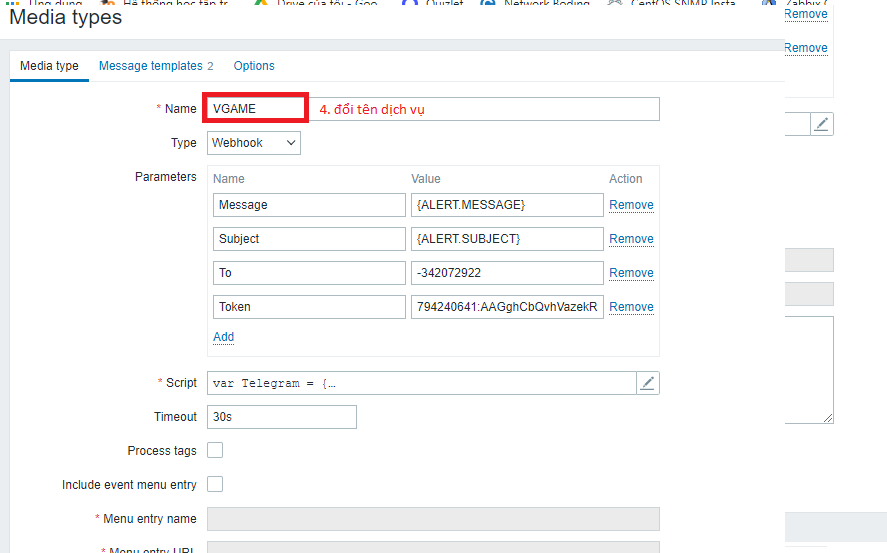 Ứng dụng Hệ thống học tập tr... Drive của tôi - Goo... Quizlet Network Boding CentOS SNMP Insta... Zabbix
Media types
Remove
Remove
Media type Message templates 2 Options
* Name VGAME 4. đổi tên dịch vụ
Type Webhook
Parameters Name Value Action
Message {ALERT.MESSAGE} Remove
Subject {ALERT.SUBJECT} Remove
To -342072922 Remove
Token 794240641:AAGghCbQvhVazekR Remove
Add
* Script var Telegram = {…
Timeout 30s
Process tags
Include event menu entry
* Menu entry name
* Menu entry URL